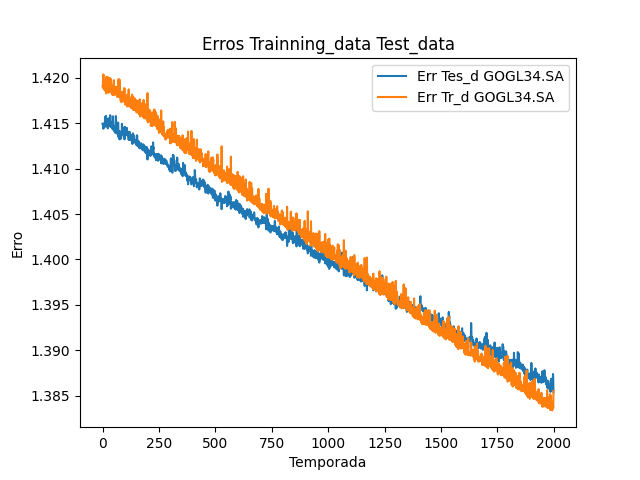 Erros Trainning_data Test_data
Err Tes_d GOGL34.SA
Err Tr_d GOGL34.SA
1.420
1.415
1.410
1.405
1.400
1.395
1.390
1.385
Erro
0 250 500 750 1000 1250 1500 1750 2000
Temporada